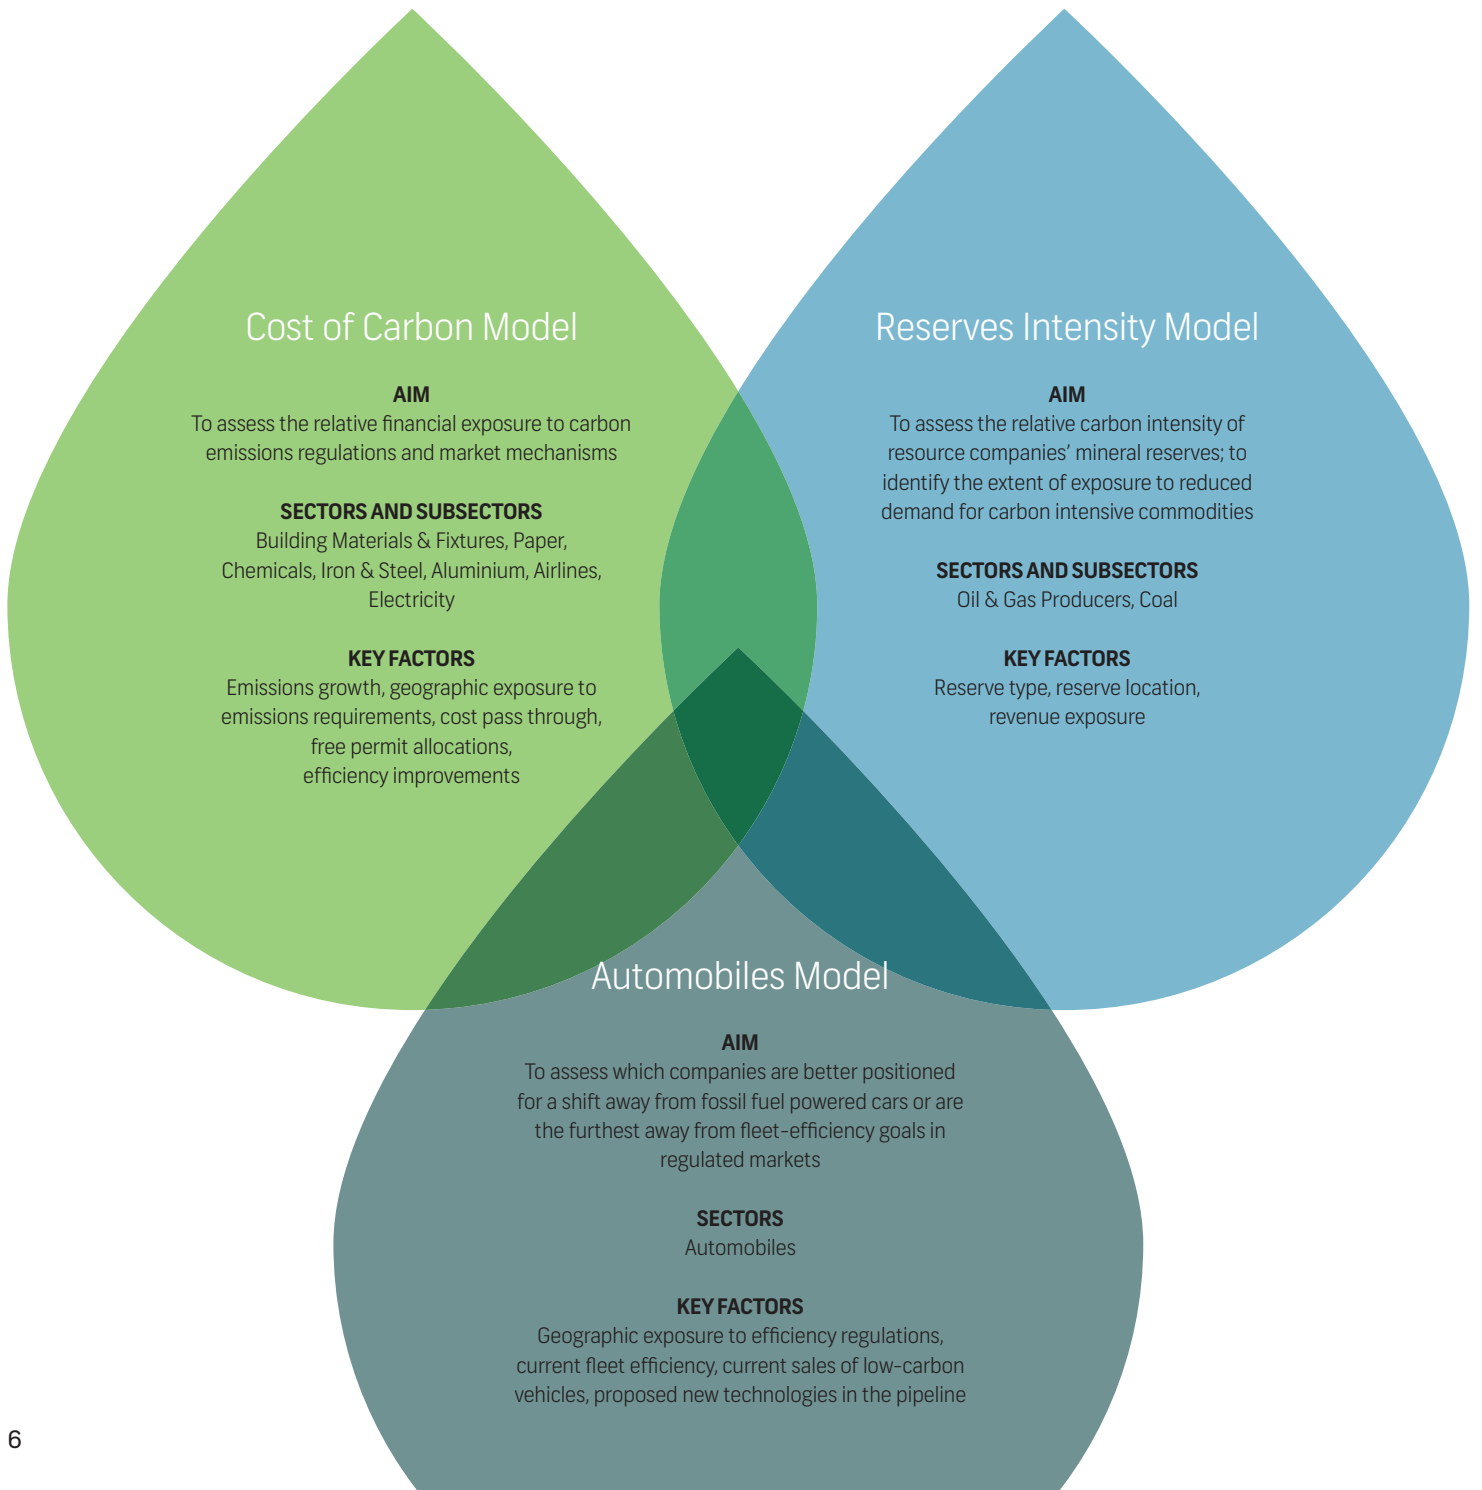 Cost of Carbon Model
AIM
To assess the relative financial exposure to carbon
emissions regulations and market mechanisms
SECTORS AND SUBSECTORS
Building Materials & Fixtures, Paper,
Chemicals, Iron & Steel, Aluminium, Airlines,
Electricity
KEY FACTORS
Emissions growth, geographic exposure to
emissions requirements, cost pass through,
free permit allocations,
efficiency improvements
Reserves Intensity Model
AIM
To assess the relative carbon intensity of
resource companies’ mineral reserves; to
identify the extent of exposure to reduced
demand for carbon intensive commodities
SECTORS AND SUBSECTORS
Oil & Gas Producers, Coal
KEY FACTORS
Reserve type, reserve location,
revenue exposure
Automobiles Model
AIM
To assess which companies are better positioned
for a shift away from fossil fuel powered cars or are
the furthest away from fleet-efficiency goals in
regulated markets
SECTORS
Automobiles
KEY FACTORS
Geographic exposure to efficiency regulations,
current fleet efficiency, current sales of low-carbon
vehicles, proposed new technologies in the pipeline
6